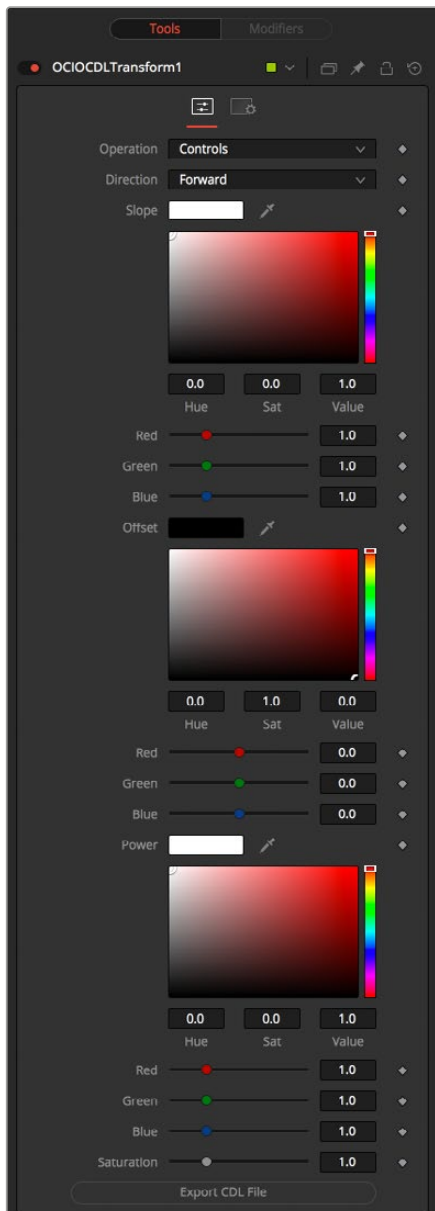 Tools Modifiers
OCIOCDLTransform1
Operation Controls
Direction Forward
Slope
0.0 0.0 1.0
Hue Sat Value
Red 1.0
Green 1.0
Blue 1.0
Offset
0.0 1.0 0.0
Hue Sat Value
Red 0.0
Green 0.0
Blue 0.0
Power
0.0 0.0 1.0
Hue Sat Value
Red 1.0
Green 1.0
Blue 1.0
Saturation 1.0
Export CDL File